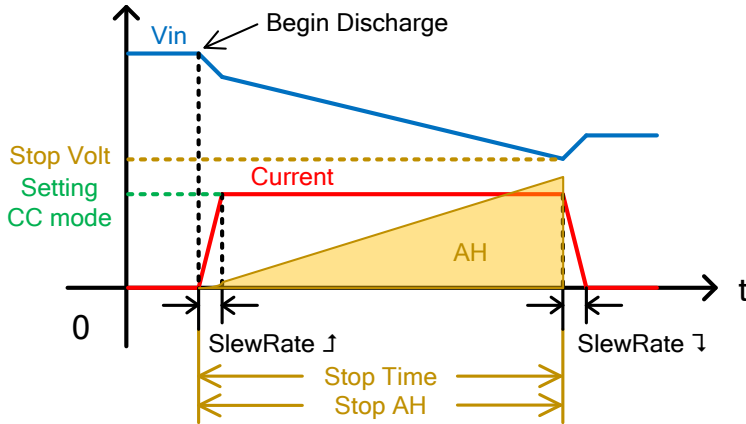 Begin Discharge
Vin
Stop Volt
Setting
CC mode
Current
AH
t
0
SlewRate ↥
SlewRate ↧
Stop Time
Stop AH